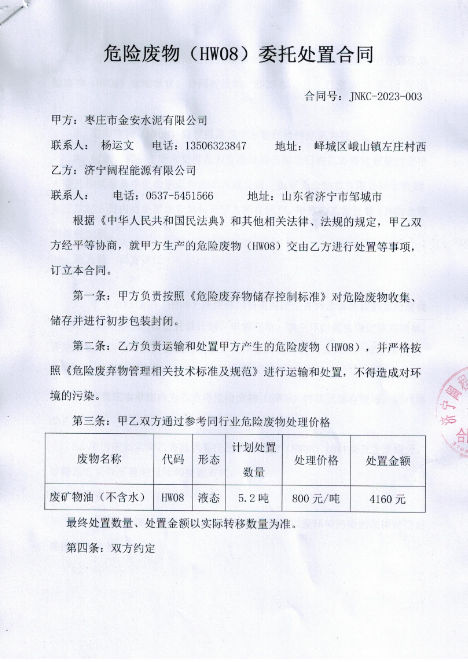 危险废物（HW08）委托处置合同
合同号：JNKC-2023-003
甲方：枣庄市金安水泥有限公司
联系人： 杨运文 电话：13506323847 地址： 峄城区峨山镇左庄村西
乙方：济宁阔程能源有限公司
联系人： 电话：0537-5451566 地址：山东省济宁市邹城市
根据《中华人民共和国民法典》和其他相关法律、法规的规定，甲乙双
方经平等协商，就甲方生产的危险废物（HW08）交由乙方进行处置等事项，
订立本合同。
第一条：甲方负责按照《危险废弃物储存控制标准》对危险废物收集、
储存并进行初步包装封闭。
第二条：乙方负责运输和处置甲方产生的危险废物（HW08），并严格按
照《危险废弃物管理相关技术标准及规范》进行运输和处置，不得造成对环
境的污染。
第三条：甲乙双方通过参考同行业危险废物处理价格
废物名称 代码 形态 计划处置数量 处理价格 处置金额
废矿物油（不含水） HW08 液态 5.2 吨 800 元/吨 4160 元
最终处置数量、处置金额以实际转移数量为准。
第四条：双方约定
济宁阔程
合